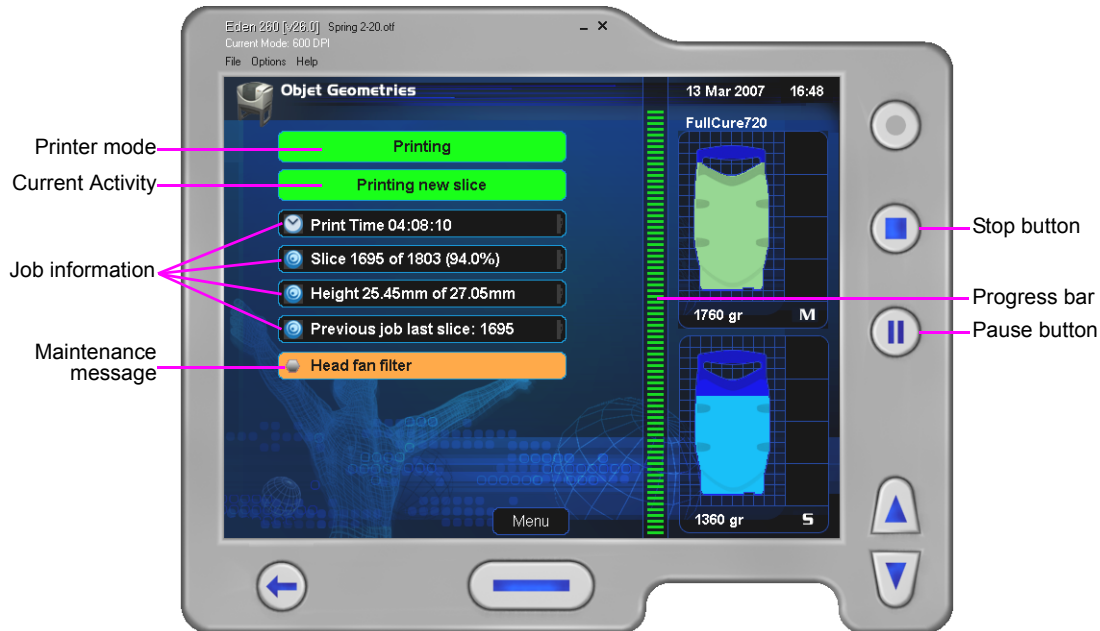 Eden 260 [v26.0] Spring 2-20.otf
Current Mode: 600 DPI
File Options Help
Objet Geometries
13 Mar 2007 16:48
FullCure720
Printer mode
Printing
Current Activity
Printing new slice
Print Time 04:08:10
Stop button
Job information
Slice 1695 of 1803 (94.0%)
Height 25.45mm of 27.05mm
Progress bar
1760 gr M
Previous job last slice: 1695
Pause button
Maintenance
message
Head fan filter
Menu
1360 gr S